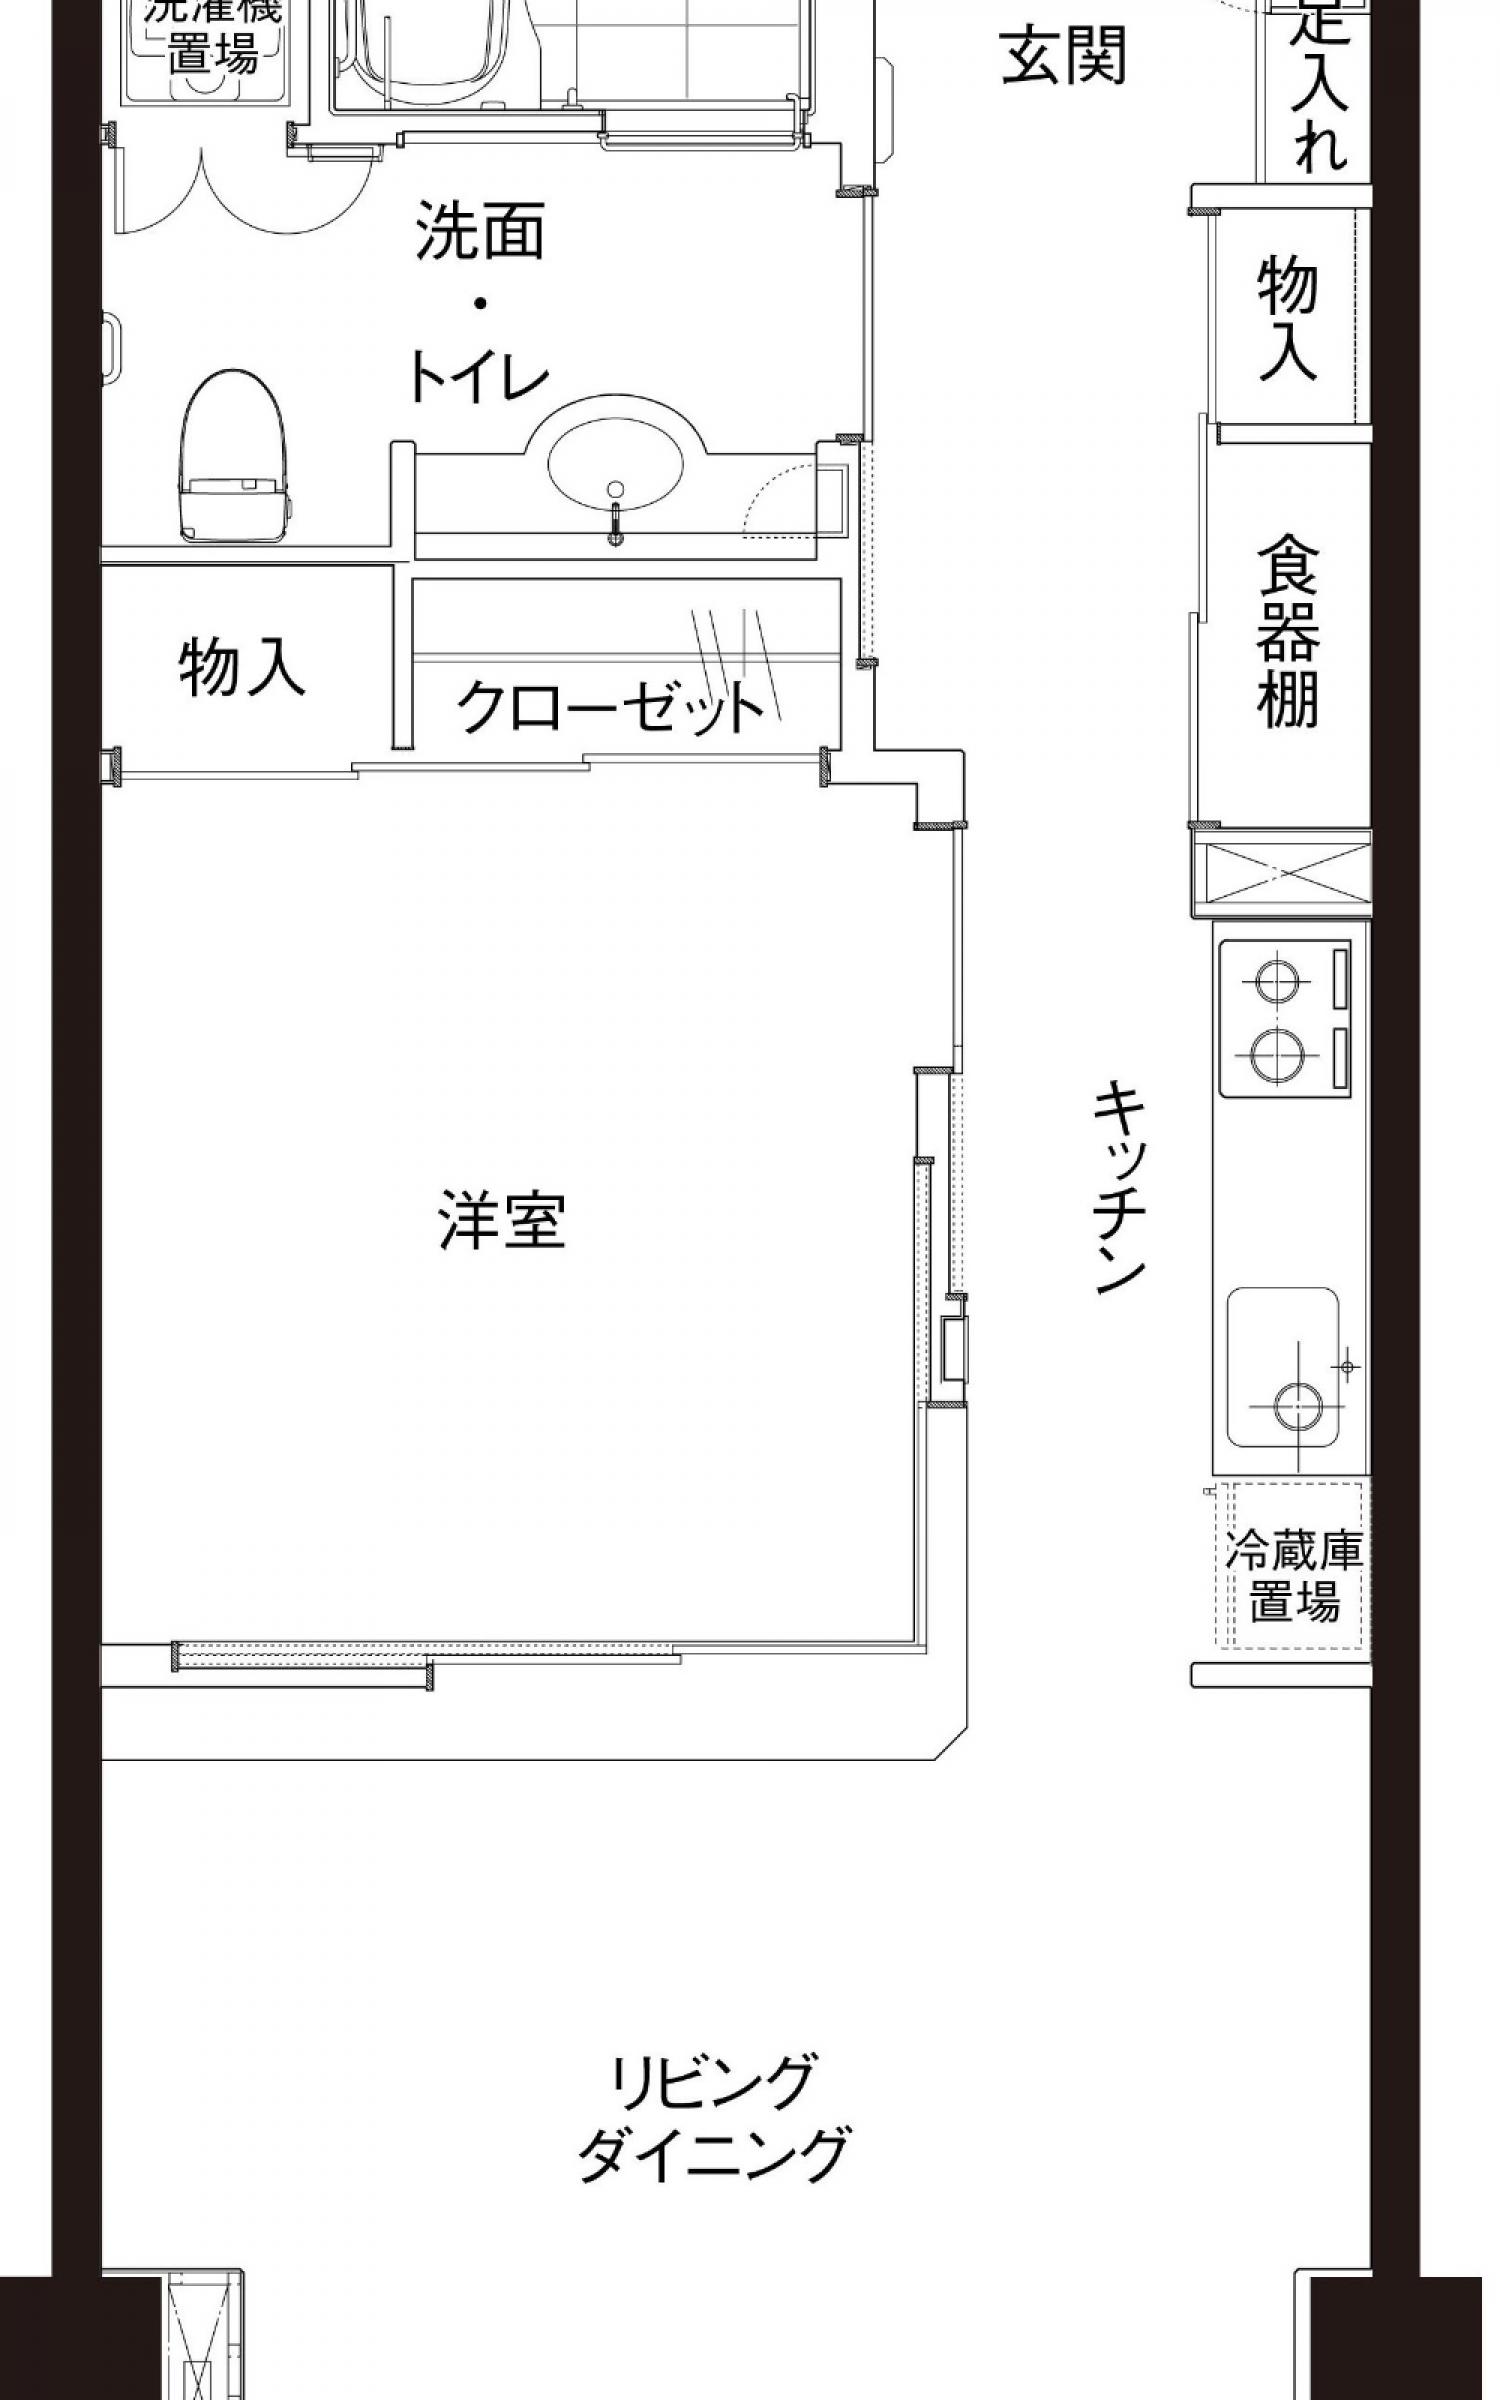 洗濯機
置場
玄関
足入れ
洗面
・
トイレ
物入
食器棚
物入
クローゼット
洋室
キッチン
冷蔵庫
置場
リビング
ダイニング